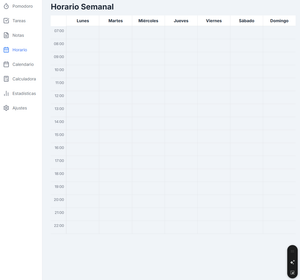 Pomodoro
Tareas
Notas
Horario
Calendario
Calculadora
Estadísticas
Ajustes
Horario Semanal
Lunes Martes Miércoles Jueves Viernes Sábado Domingo
07:00
08:00
09:00
10:00
11:00
12:00
13:00
14:00
15:00
16:00
17:00
18:00
19:00
20:00
21:00
22:00